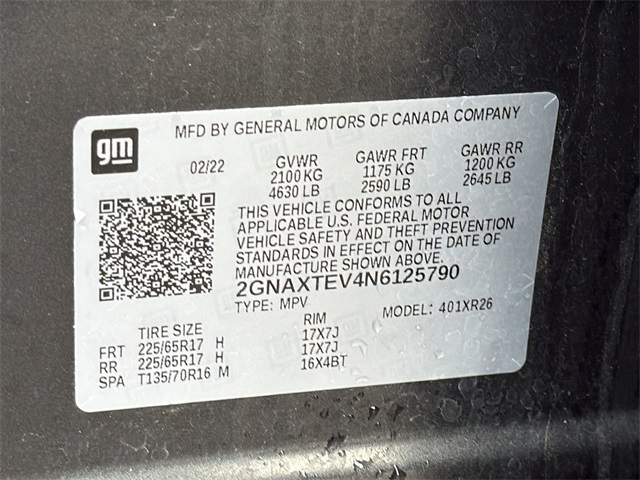 gm
MFD BY GENERAL MOTORS OF CANADA COMPANY
02/22 GVWR GAWR FRT GAWR RR
2100 KG 1175 KG 1200 KG
4630 LB 2590 LB 2645 LB
THIS VEHICLE CONFORMS TO ALL
APPLICABLE U.S. FEDERAL MOTOR
VEHICLE SAFETY AND THEFT PREVENTION
STANDARDS IN EFFECT ON THE DATE OF
MANUFACTURE SHOWN ABOVE.
2GNAXTEV4N6125790
TYPE: MPV MODEL: 401XR26
TIRE SIZE RIM
FRT 225/65R17 H 17X7J
RR 225/65R17 H 17X7J
SPA T135/70R16 M 16X4BT